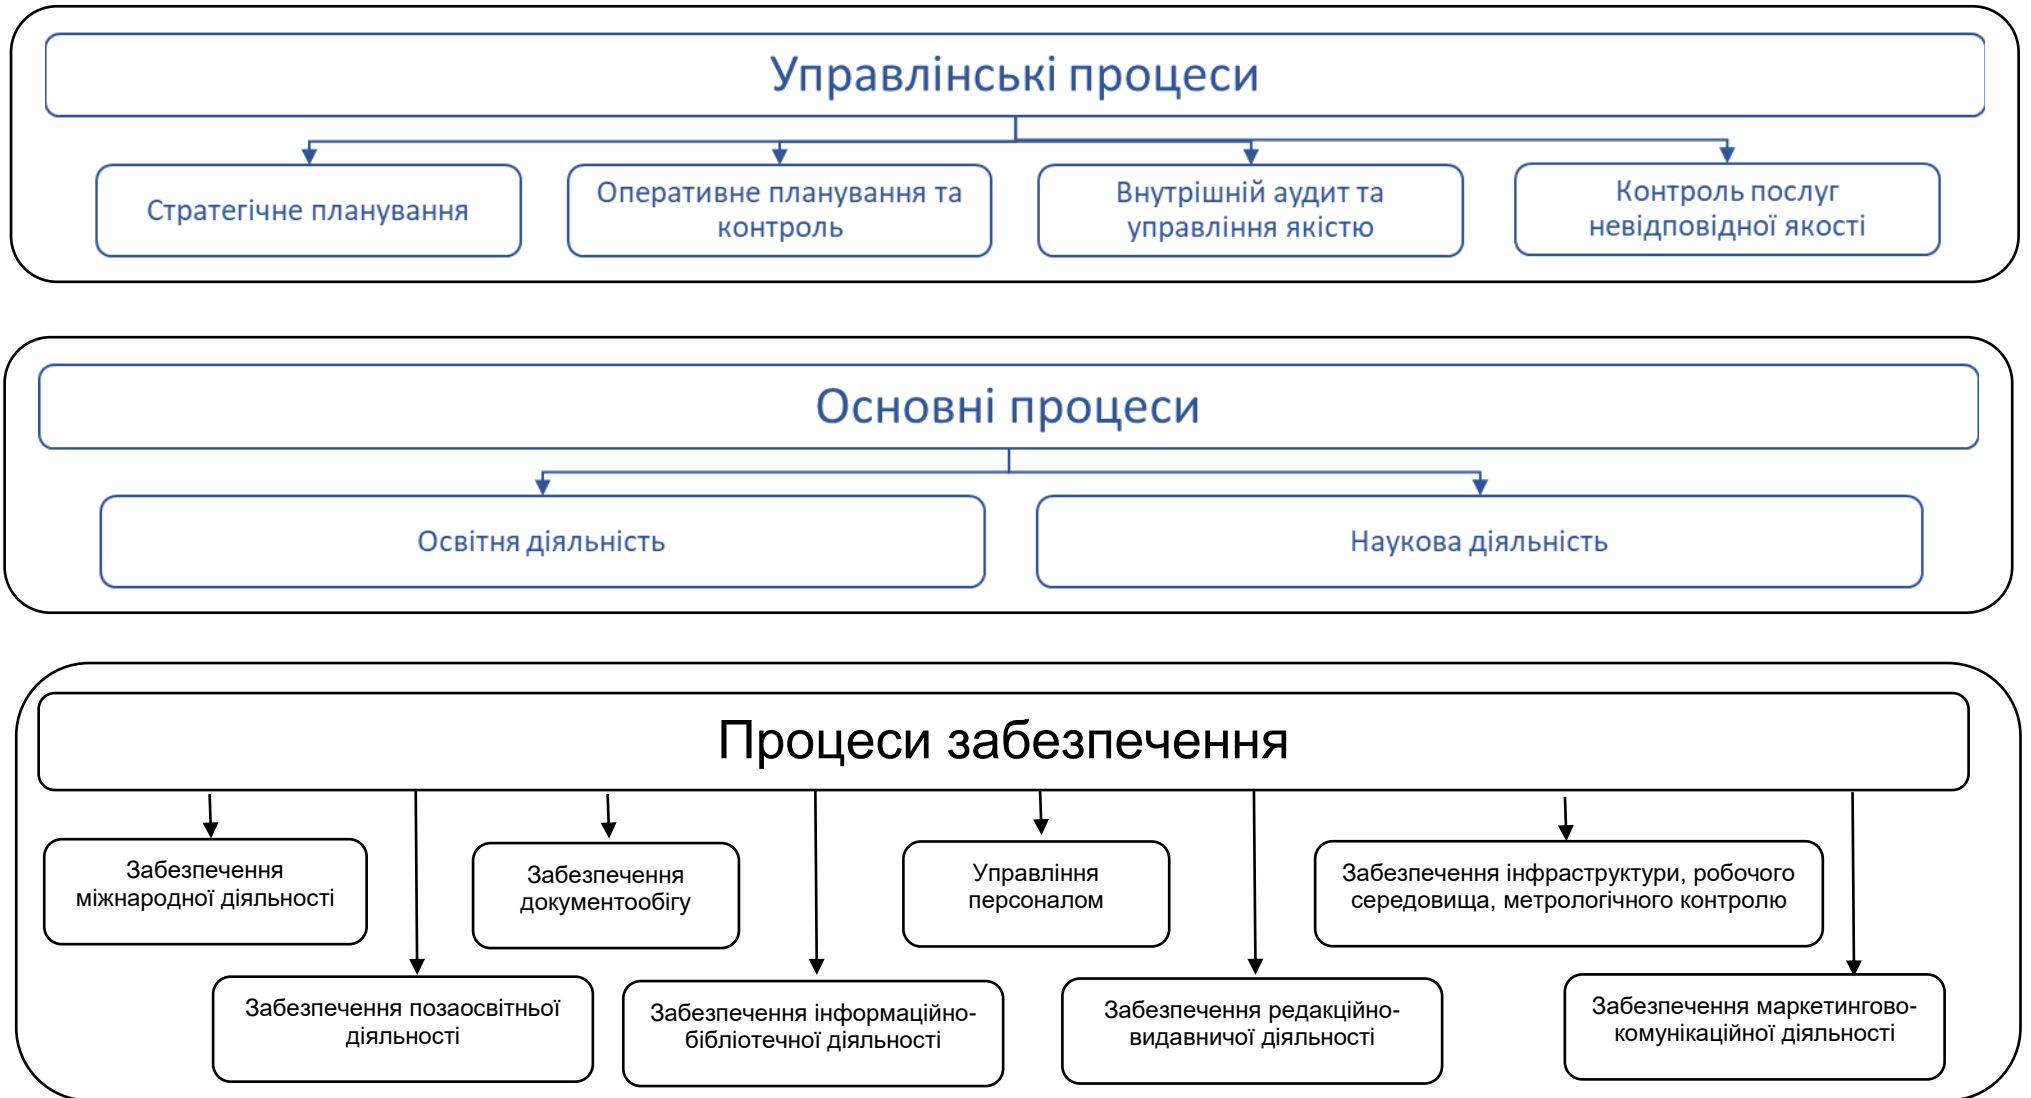 Управлінські процеси
Стратегічне планування
Оперативне планування та
контроль
Внутрішній аудит та
управління якістю
Контроль послуг
невідповідної якості
Основні процеси
Освітня діяльність
Наукова діяльність
Процеси забезпечення
Забезпечення
міжнародної діяльності
Забезпечення
документообігу
Управління
персоналом
Забезпечення інфраструктури, робочого
середовища, метрологічного контролю
Забезпечення позаосвітньої
діяльності
Забезпечення інформаційно-
бібліотечної діяльності
Забезпечення редакційно-
видавничої діяльності
Забезпечення маркетингово-
комунікаційної діяльності